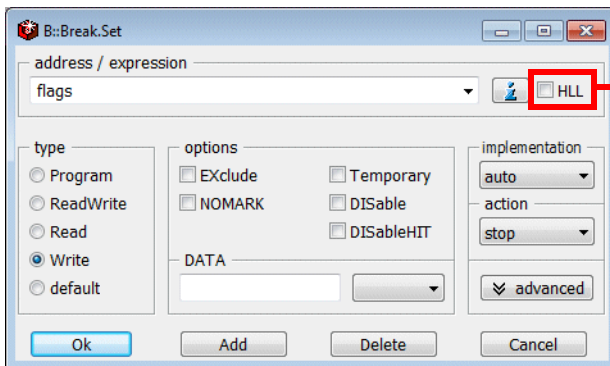 B::Break.Set
address / expression
flags
i HLL
type options implementation
Program EXclude Temporary auto
ReadWrite NOMARK DISable action
Read DISableHIT stop
Write DATA
default advanced
Ok Add Delete Cancel